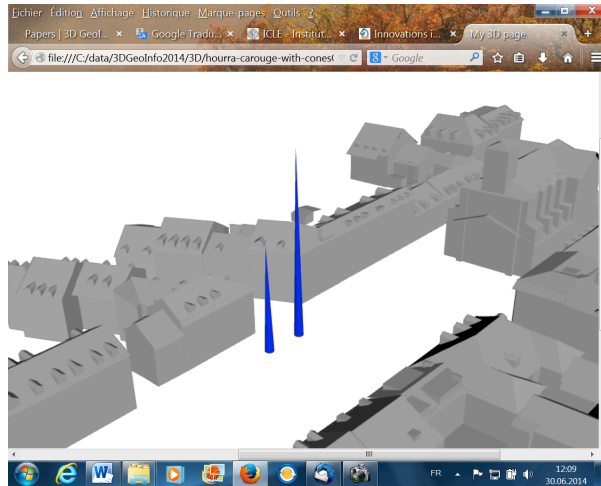 Fichier Édition Affichage Historique Marque-pages Outils ?
Papers | 3D GeoI... × Google Tradu... × ICLE - Institut... × Innovations i... × My 3D page × +
file:///C:/data/3DGeoInfo2014/3D/hourra-carouge-with-cones
8 Google
W
FR
12:09
30.06.2014